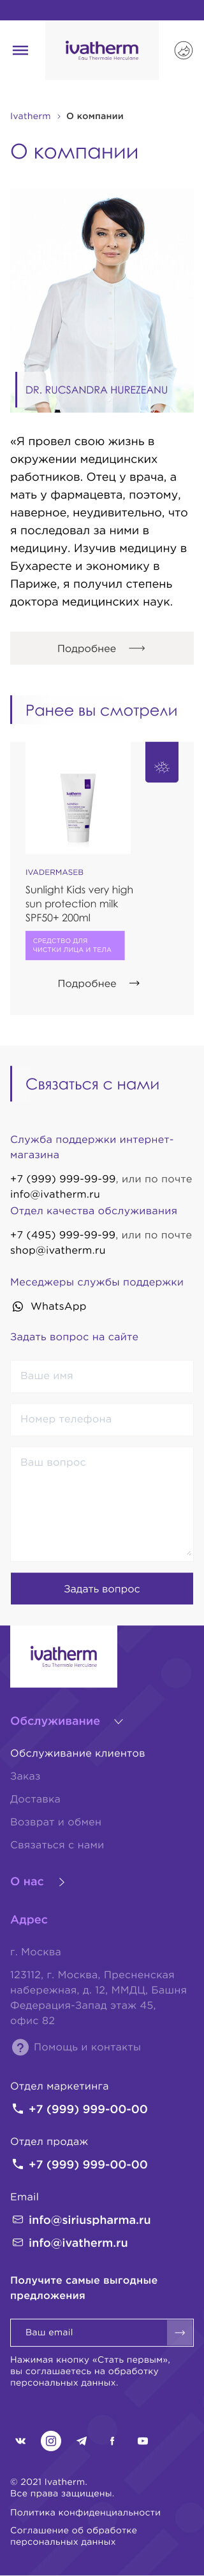 ivatherm
Eau Thermale Herculane
Ivatherm > О компании
О компании
DR. RUCSANDRA HUREZEANU
«Я провел свою жизнь в
окружении медицинских
работников. Отец у врача, а
мать у фармацевта, поэтому,
наверное, неудивительно, что
я последовал за ними в
медицину. Изучив медицину в
Бухаресте и экономику в
Париже, я получил степень
доктора медицинских наук.
Подробнее
Ранее вы смотрели
IVADERMASEB
Sunlight Kids very high
sun protection milk
SPF50+ 200ml
СРЕДСТВО ДЛЯ
ЧИСТКИ ЛИЦА И ТЕЛА
Подробнее
Связаться с нами
Служба поддержки интернет-
магазина
+7 (999) 999-99-99, или по почте
info@ivatherm.ru
Отдел качества обслуживания
+7 (495) 999-999-99, или по почте
shop@ivatherm.ru
Меседжеры службы поддержки
WhatsApp
Задать вопрос на сайте
Ваше имя
Номер телефона
Ваш вопрос
Задать вопрос
ivatherm
Eau Thermale Herculane
Обслуживание
Обслуживание клиентов
Заказ
Доставка
Возврат и обмен
Связаться с нами
О нас
Адрес
г. Москва
123112, г. Москва, Пресненская
набережная, д. 12, ММДЦ, Башня
Федерация-Запад этаж 45,
офис 82
Помощь и контакты
Отдел маркетинга
+7 (999) 999-00-00
Отдел продаж
+7 (999) 999-00-00
Email
info@siriuspharma.ru
info@ivatherm.ru
Получите самые выгодные
предложения
Ваш email
Нажимая кнопку «Стать первым»,
вы соглашаетесь на обработку
персональных данных.
© 2021 Ivatherm.
Все права защищены.
Политика конфиденциальности
Соглашение об обработке
персональных данных